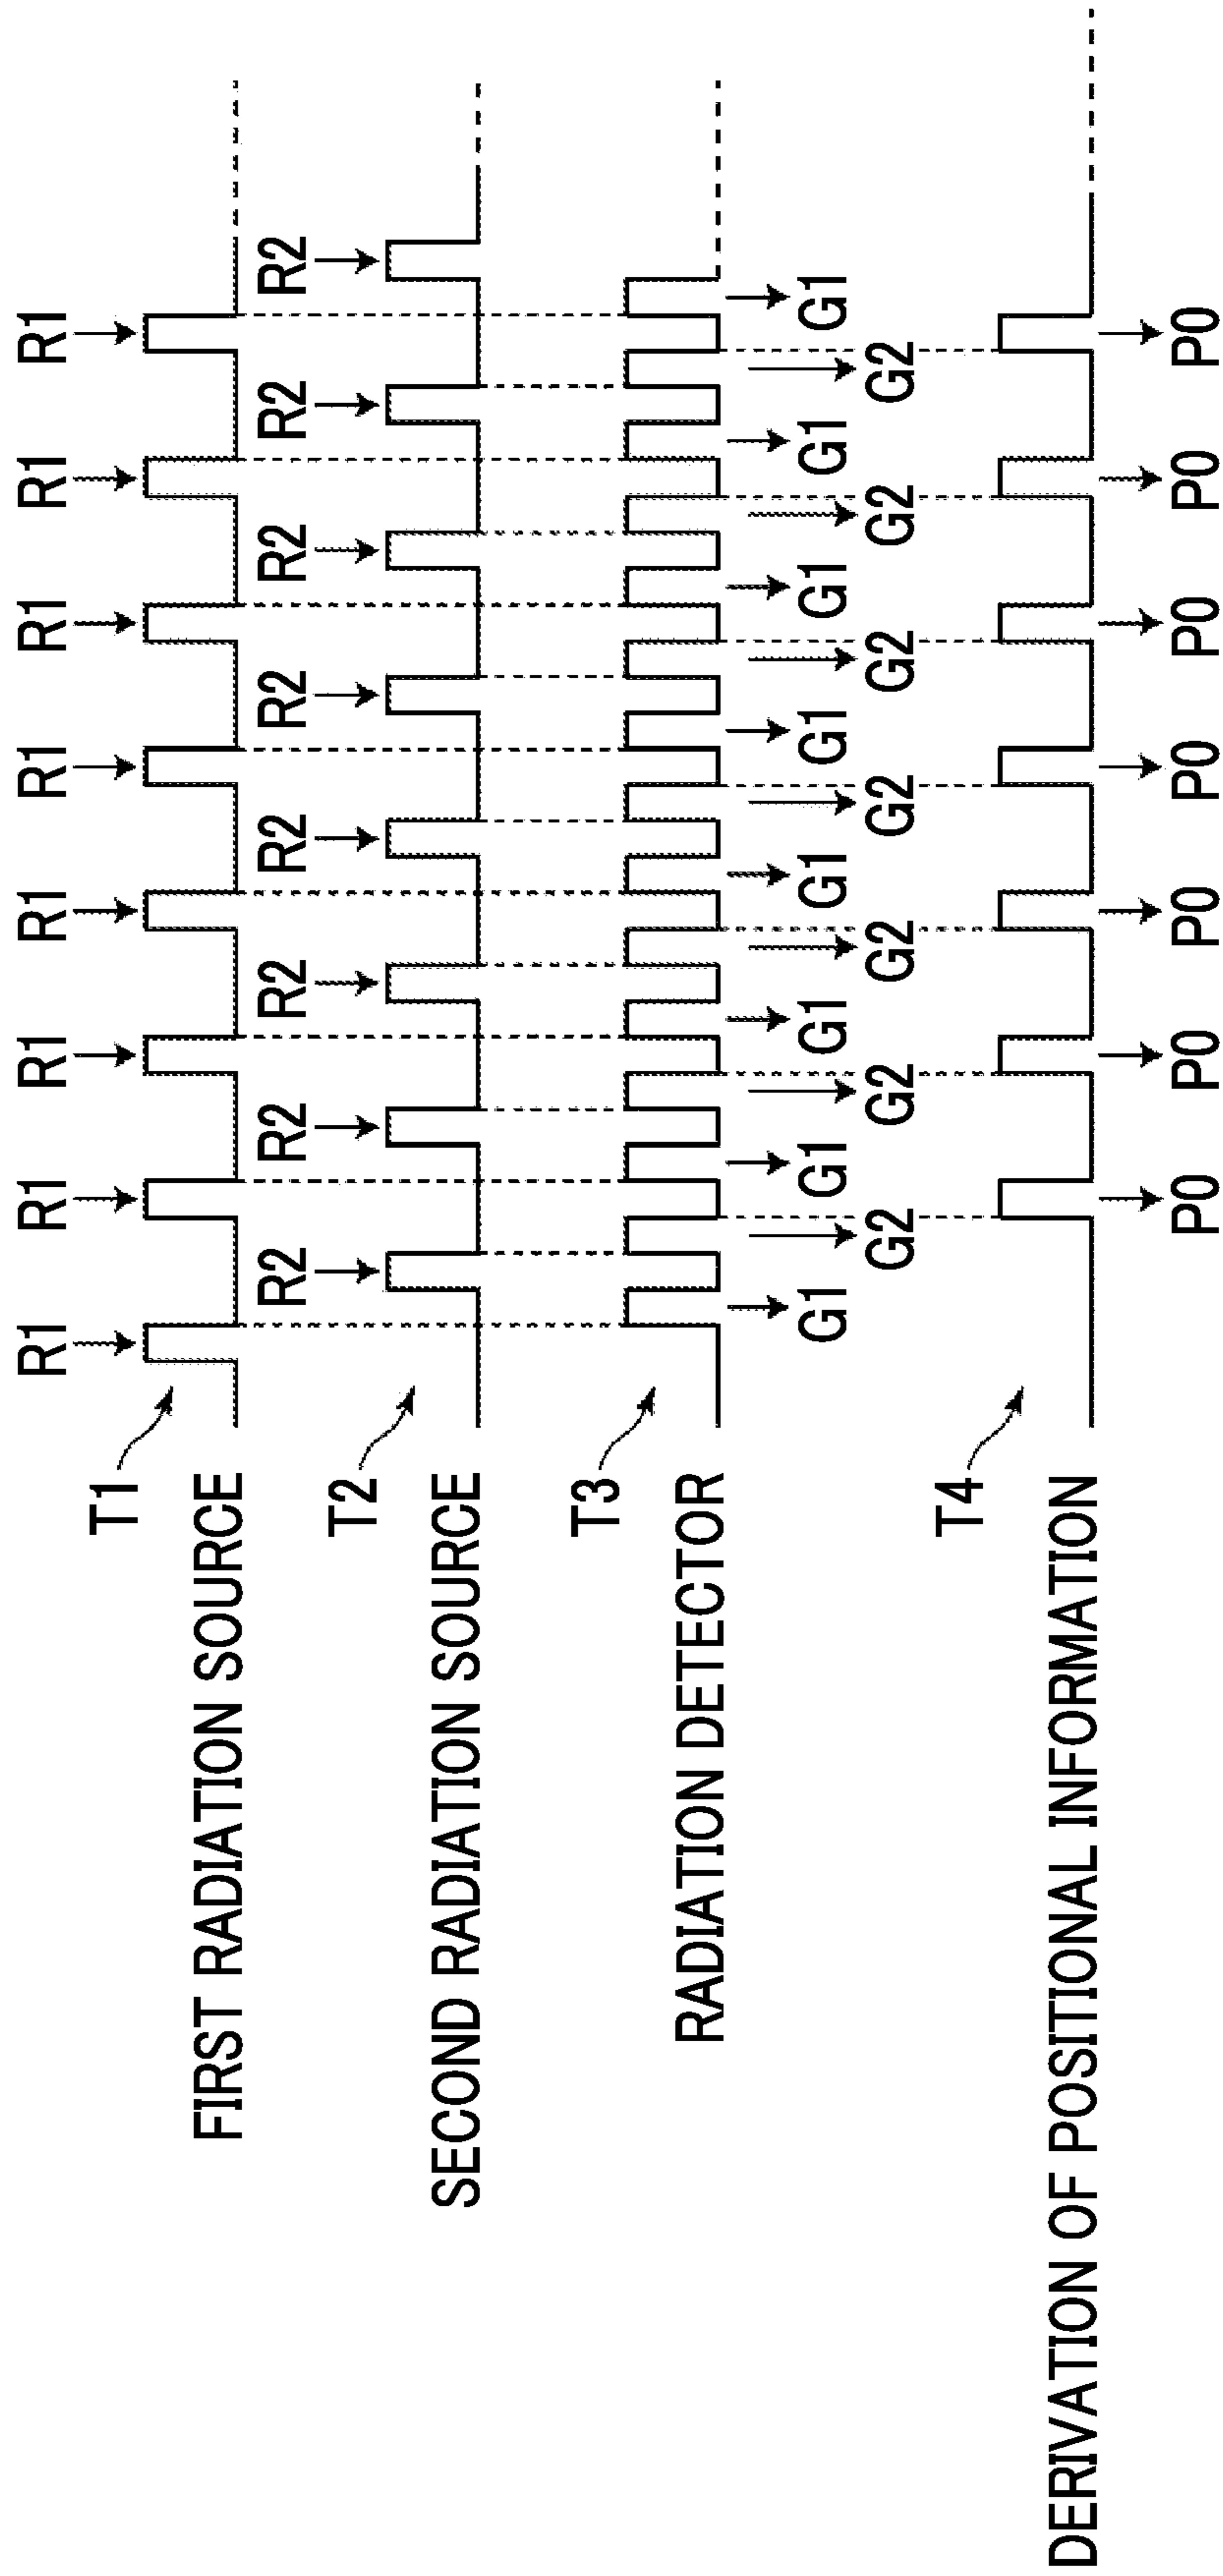 R1 R1 R1 R1 R1 R1 R1 R1
T1
FIRST RADIATION SOURCE
R2 R2 R2 R2 R2 R2 R2 R2
T2
SECOND RADIATION SOURCE
T3
RADIATION DETECTOR
G1 G1 G1 G1 G1 G1 G1 G1
G2 G2 G2 G2 G2 G2 G2
T4
DERIVATION OF POSITIONAL INFORMATION
P0 P0 P0 P0 P0 P0 P0